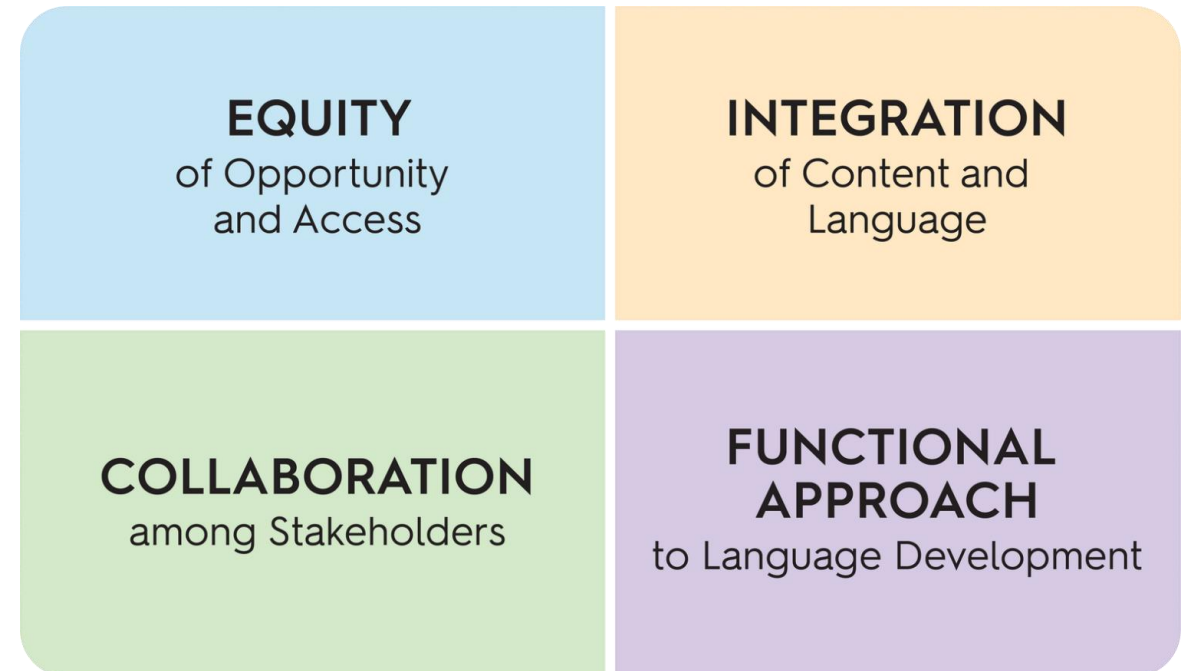 EQUITY
of Opportunity
and Access
INTEGRATION
of Content and
Language
COLLABORATION
among Stakeholders
FUNCTIONAL
APPROACH
to Language Development